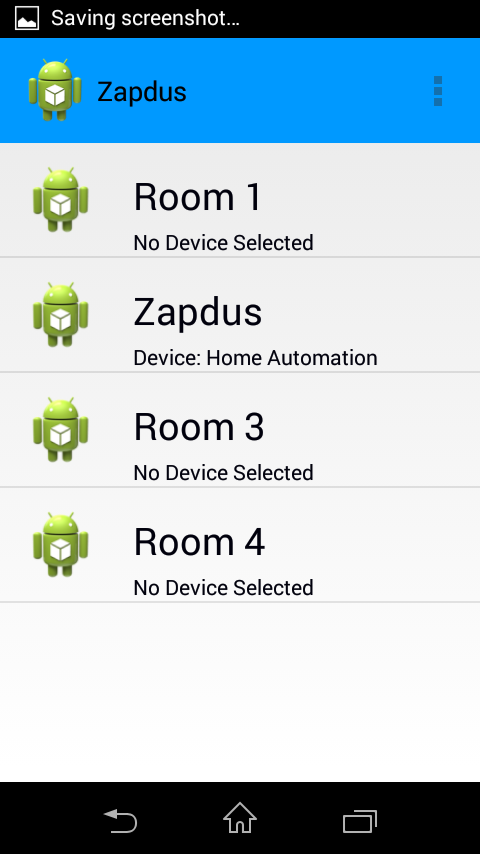 Saving screenshot...
Zapdus
Room 1
No Device Selected
Zapdus
Device: Home Automation
Room 3
No Device Selected
Room 4
No Device Selected